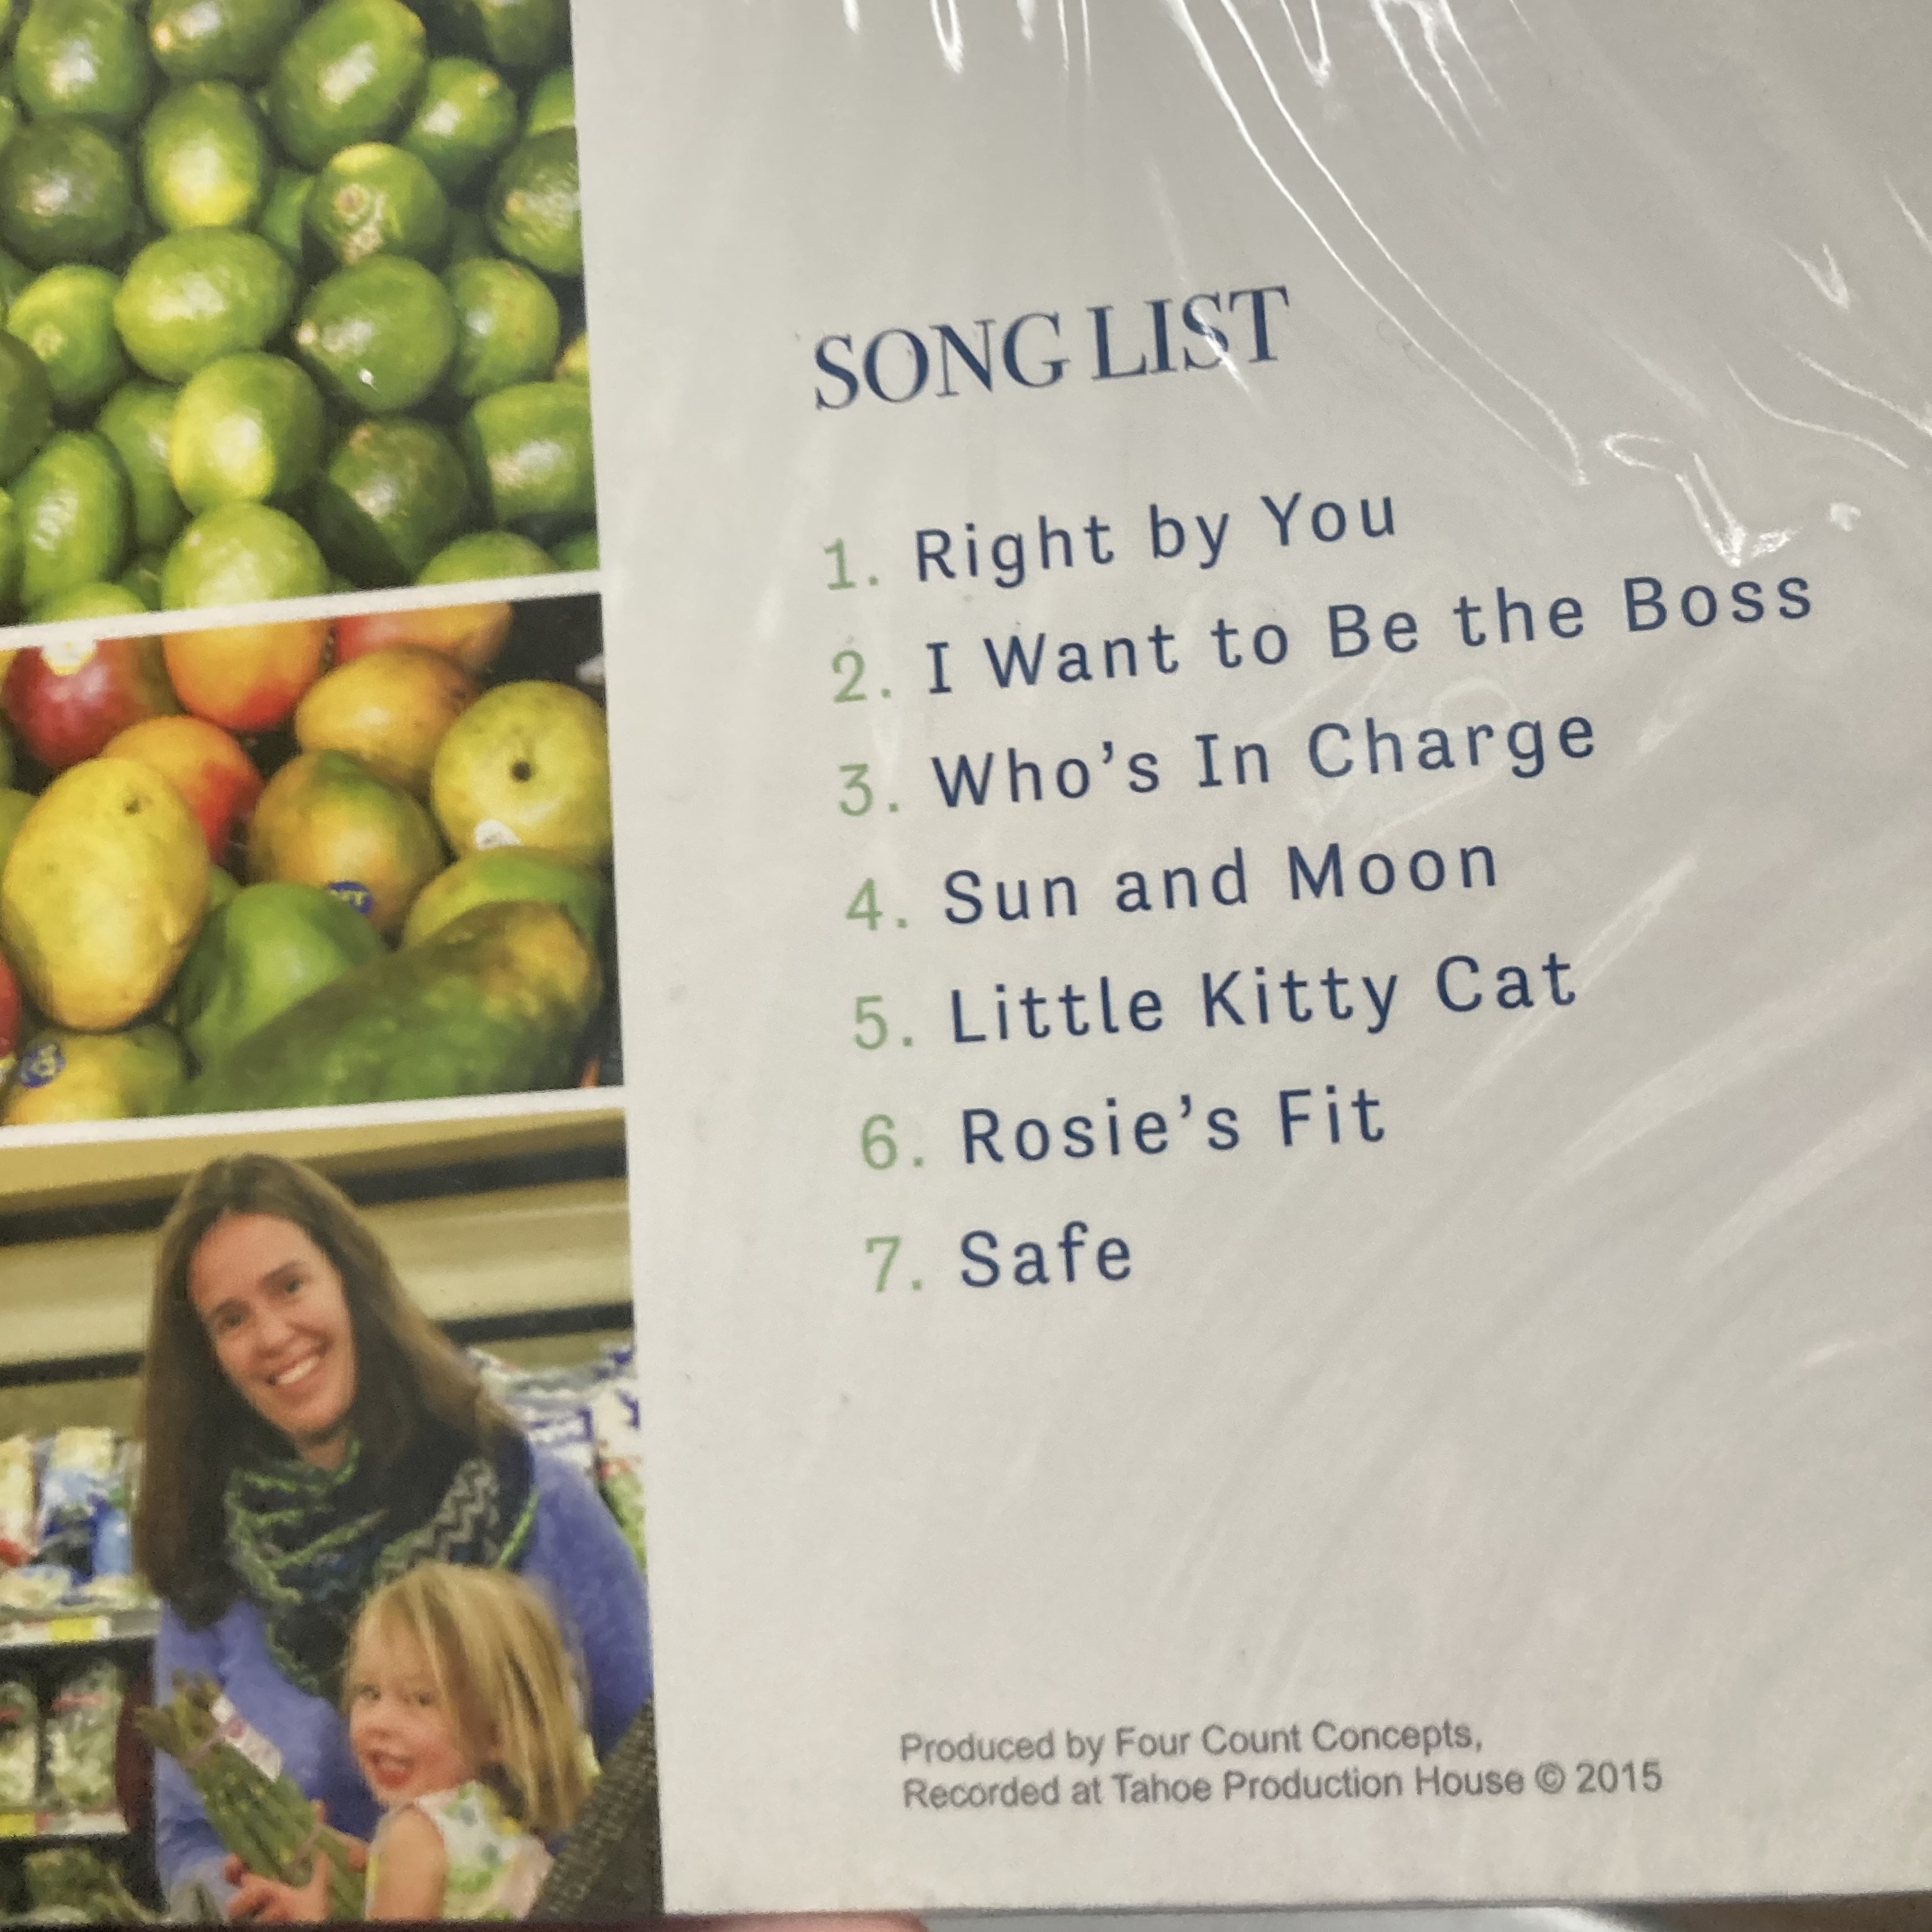 SONG LIST
1. Right by You
2. I Want to Be the Boss
3. Who's In Charge
4. Sun and Moon
5. Little Kitty Cat
6. Rosie's Fit
7. Safe
Produced by Four Count Concepts,
Recorded at Tahoe Production House © 2015